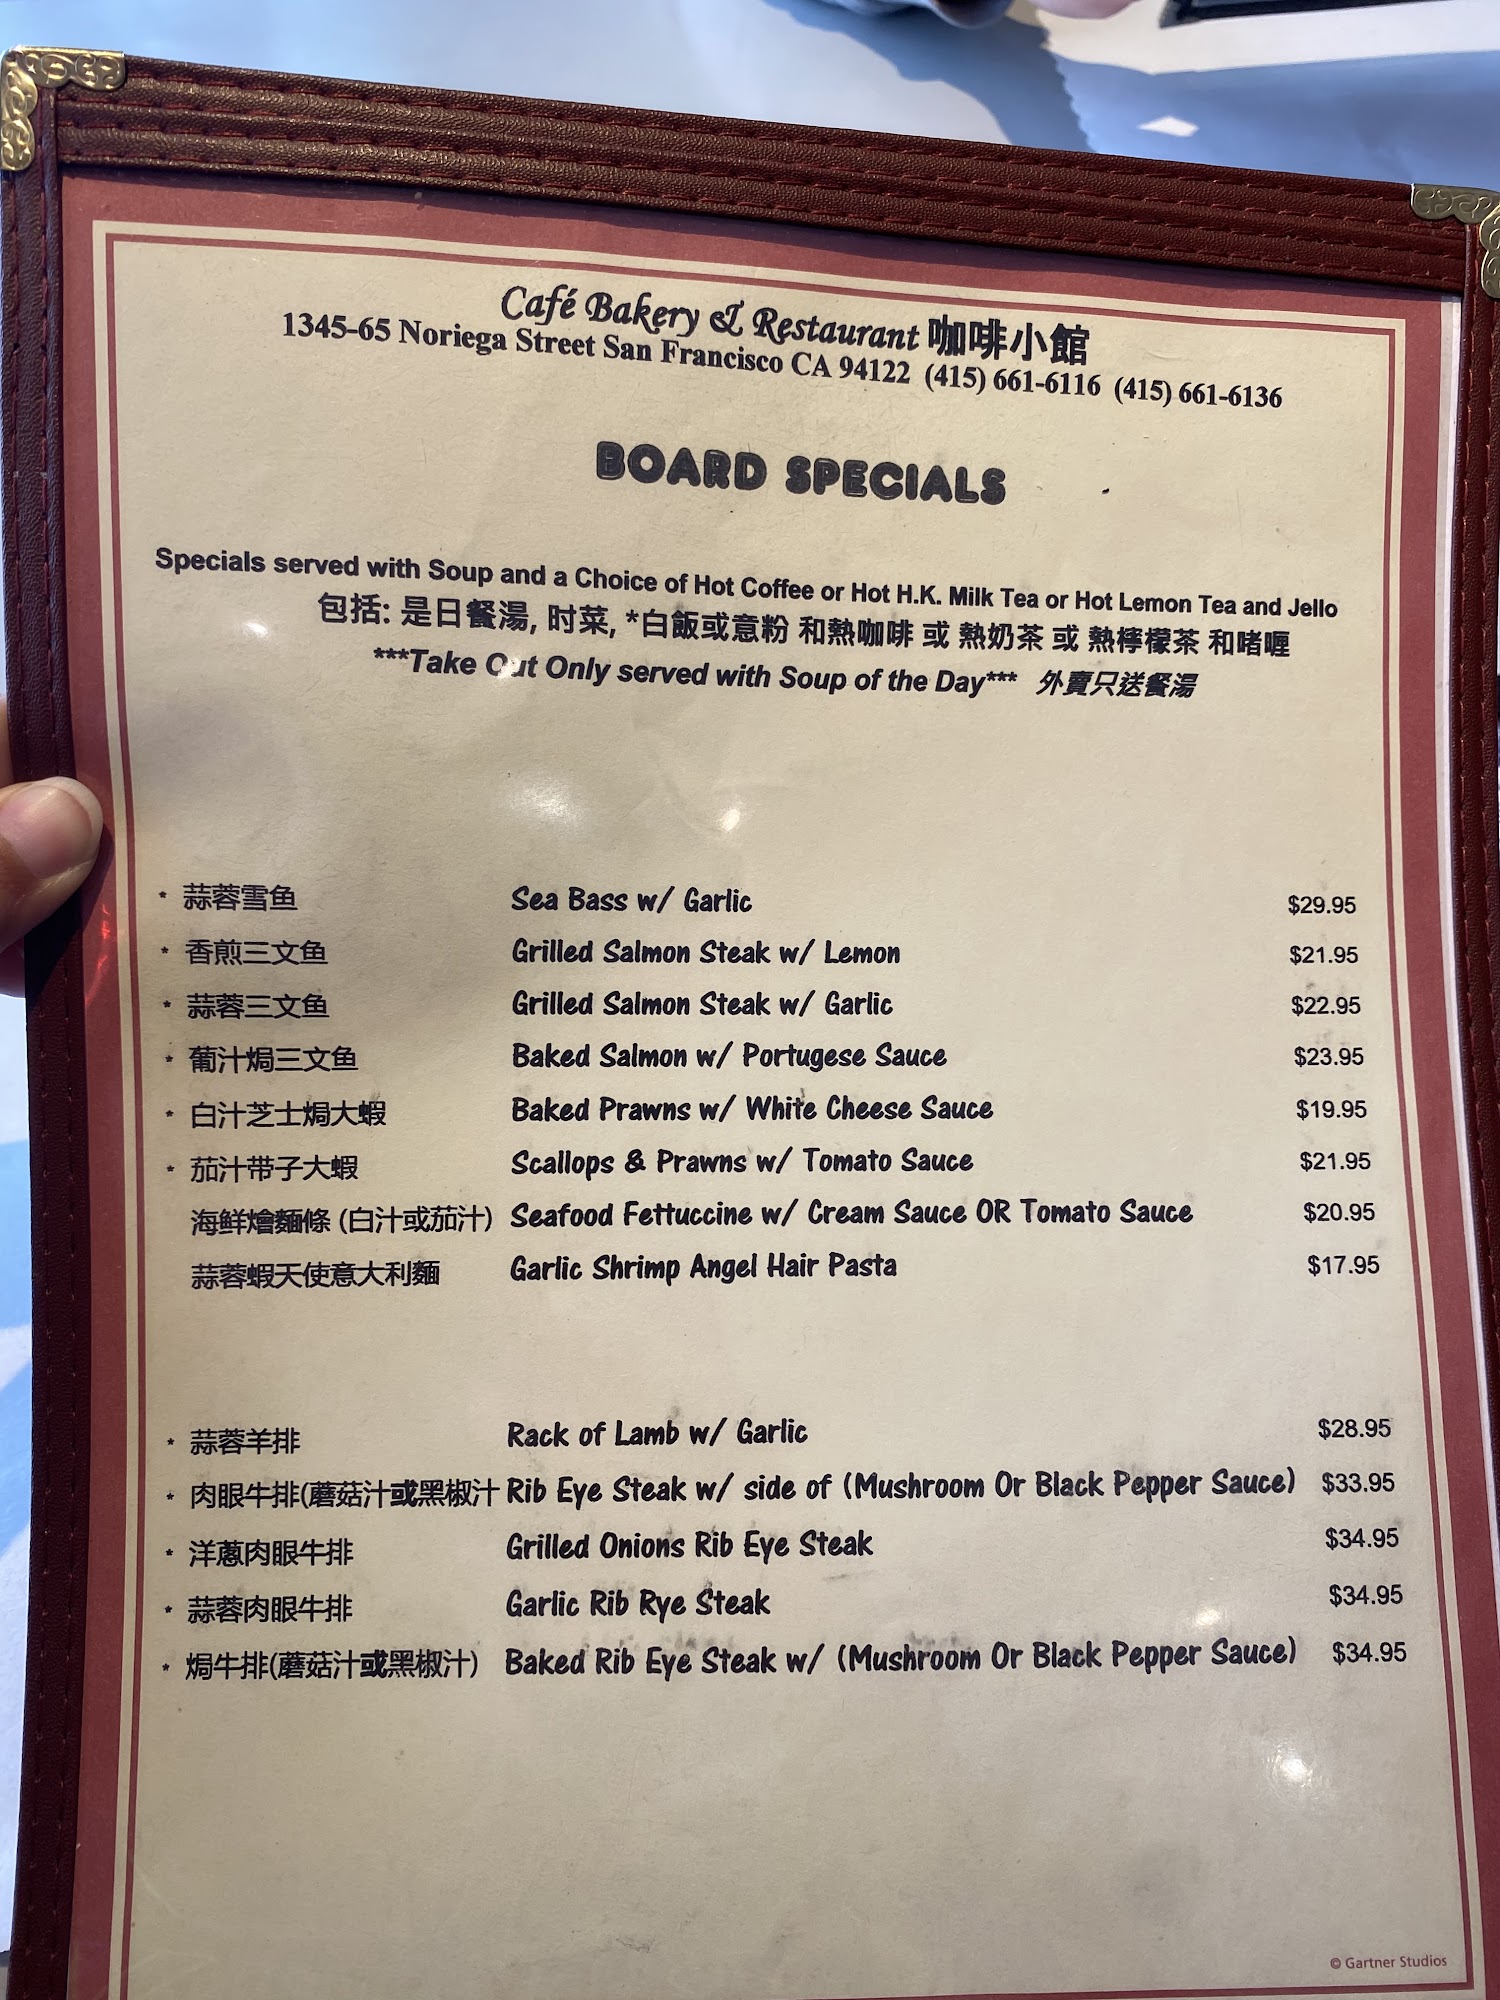 Café Bakery & Restaurant 咖啡小館
1345-65 Noriega Street San Francisco CA 94122 (415) 661-6116 (415) 661-6136
BOARD SPECIALS
Specials served with Soup and a Choice of Hot Coffee or Hot H.K. Milk Tea or Hot Lemon Tea and Jello
包括: 是日餐湯, 时菜, *白飯或意粉 和熱咖啡 或 熱奶茶 或 熱檸檬茶 和啫喱
***Take Out Only served with Soup of the Day*** 外賣只送餐湯
* 蒜蓉雪鱼 Sea Bass w/ Garlic $29.95
* 香煎三文鱼 Grilled Salmon Steak w/ Lemon $21.95
* 蒜蓉三文鱼 Grilled Salmon Steak w/ Garlic $22.95
* 葡汁焗三文鱼 Baked Salmon w/ Portugese Sauce $23.95
* 白汁芝士焗大蝦 Baked Prawns w/ White Cheese Sauce $19.95
* 茄汁带子大蝦 Scallops & Prawns w/ Tomato Sauce $21.95
海鲜燴麵條 (白汁或茄汁) Seafood Fettuccine w/ Cream Sauce OR Tomato Sauce $20.95
蒜蓉蝦天使意大利麵 Garlic Shrimp Angel Hair Pasta $17.95
* 蒜蓉羊排 Rack of Lamb w/ Garlic $28.95
* 肉眼牛排(蘑菇汁或黑椒汁 Rib Eye Steak w/ side of (Mushroom Or Black Pepper Sauce) $33.95
* 洋蔥肉眼牛排 Grilled Onions Rib Eye Steak $34.95
* 蒜蓉肉眼牛排 Garlic Rib Rye Steak $34.95
* 焗牛排(蘑菇汁或黑椒汁) Baked Rib Eye Steak w/ (Mushroom Or Black Pepper Sauce) $34.95
© Gartner Studios